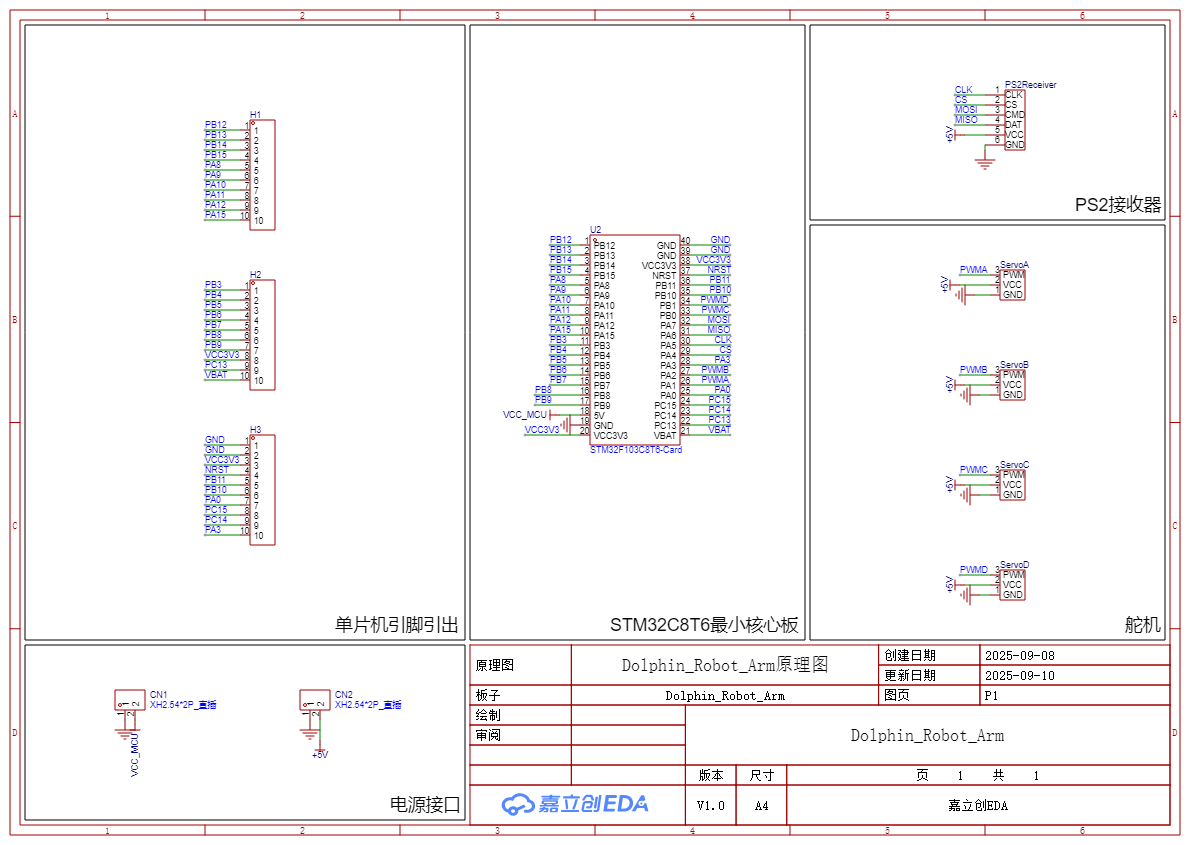 1 2 3 4 5 6
A
B
C
D
H1
PB12 1 1
PB13 2 2
PB14 3 3
PB15 4 4
PA8 5 5
PA9 6 6
PA10 7 7
PA11 8 8
PA12 9 9
PA15 10 10
H2
PB3 1 1
PB4 2 2
PB5 3 3
PB6 4 4
PB7 5 5
PB8 6 6
PB9 7 7
VCC3V3 8 8
PC13 9 9
VBAT 10 10
H3
GND 1 1
GND 2 2
VCC3V3 3 3
NRST 4 4
PB11 5 5
PB10 6 6
PA0 7 7
PC15 8 8
PC14 9 9
PA3 10 10
单片机引脚引出
U2
PB12 1 PB12 GND 40 GND
PB13 2 PB13 GND 39 GND
PB14 3 PB14 VCC3V3 38 VCC3V3
PB15 4 PB15 NRST 37 NRST
PA8 5 PA8 PB11 36 PB11
PA9 6 PA9 PB10 35 PB10
PA10 7 PA10 PB1 34 PWMD
PA11 8 PA11 PB0 33 PWMC
PA12 9 PA12 PA7 32 MOSI
PA15 10 PA15 PA6 31 MISO
PB3 11 PB3 PA5 30 CLK
PB4 12 PB4 PA4 29 CS
PB5 13 PB5 PA3 28 PA3
PB6 14 PB6 PA2 27 PWMB
PB7 15 PB7 PA1 26 PWMA
PB8 16 PB8 PA0 25 PA0
PB9 17 PB9 PC15 24 PC15
VCC_MCU 18 5V PC14 23 PC14
19 GND PC13 22 PC13
VCC3V3 20 VCC3V3 VBAT 21 VBAT
STM32F103C8T6-Card
STM32C8T6最小核心板
PS2Receiver
CLK 1 CLK
CS 2 CS
MOSI 3 CMD
MISO 4 DAT
+5V 5 VCC
6 GND
PS2接收器
ServoA
PWMA 3 PWM
+5V 2 VCC
1 GND
ServoB
PWMB 3 PWM
+5V 2 VCC
1 GND
ServoC
PWMC 3 PWM
+5V 2 VCC
1 GND
ServoD
PWMD 3 PWM
+5V 2 VCC
1 GND
舵机
CN1
XH2.54*2P_直插
1 2
1 2
VCC_MCU
CN2
XH2.54*2P_直插
1 2
1 2
+5V
电源接口
原理图 Dolphin_Robot_Arm原理图 创建日期 2025-09-08
更新日期 2025-09-10
板子 Dolphin_Robot_Arm 图页 P1
绘制
审阅 Dolphin_Robot_Arm
版本 尺寸 页 1 共 1
嘉立创EDA V1.0 A4 嘉立创EDA
A
B
C
D
1 2 3 4 5 6